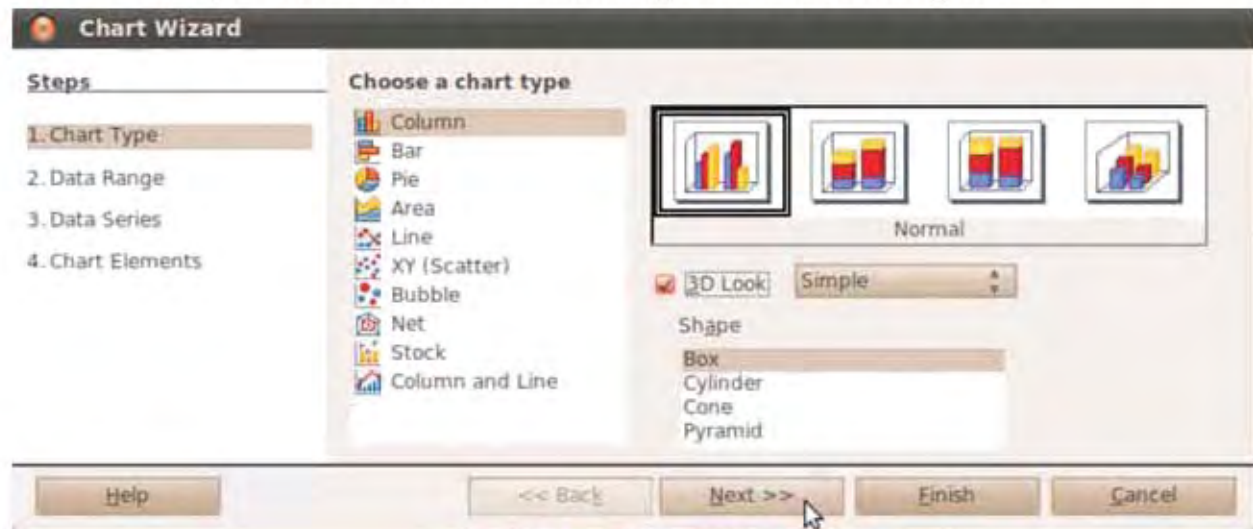 Chart Wizard
Steps
1. Chart Type
2. Data Range
3. Data Series
4. Chart Elements
Choose a chart type
Column
Bar
Pie
Area
Line
XY (Scatter)
Bubble
Net
Stock
Column and Line
Normal
3D Look
Simple
Shape
Box
Cylinder
Cone
Pyramid
Help
<< Back
Next >>
Finish
Cancel